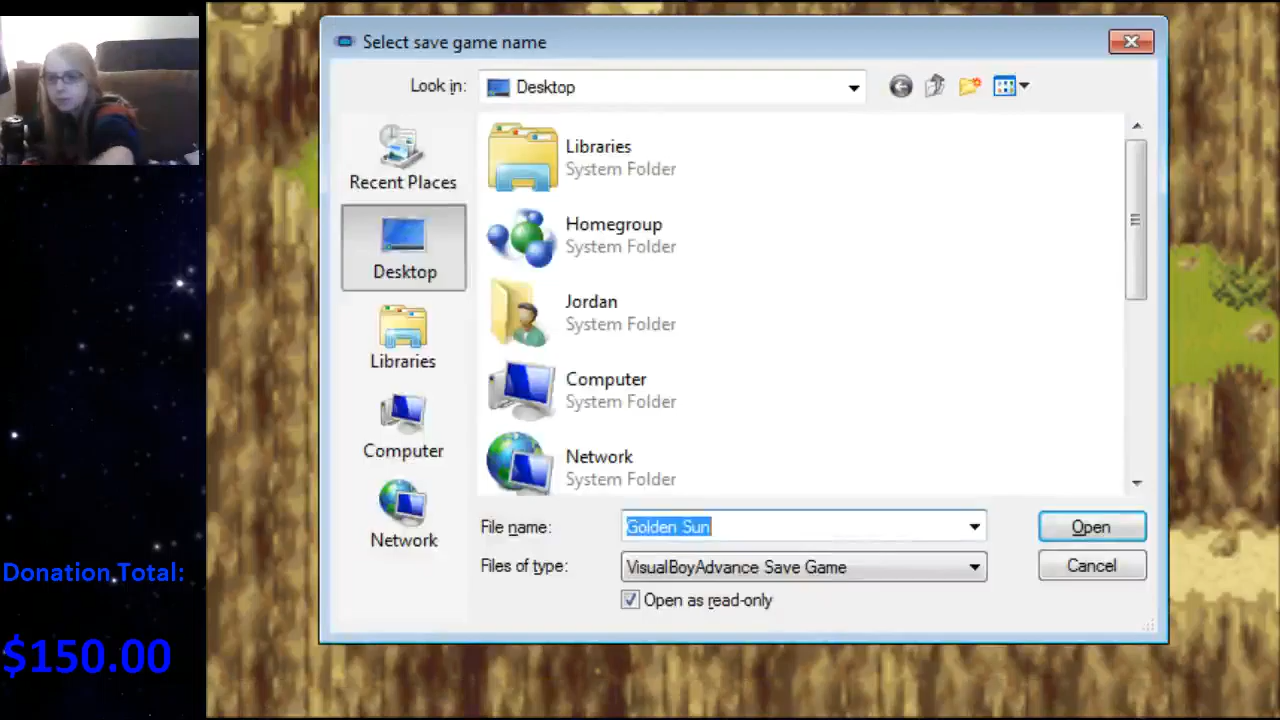 Select save game name
Look in:
Desktop
Recent Places
Desktop
Libraries
Computer
Network
Libraries
System Folder
Homegroup
System Folder
Jordan
System Folder
Computer
System Folder
Network
System Folder
File name:
Golden Sun
Open
Files of type:
VisualBoyAdvance Save Game
Cancel
Open as read-only
Donation Total:
$150.00